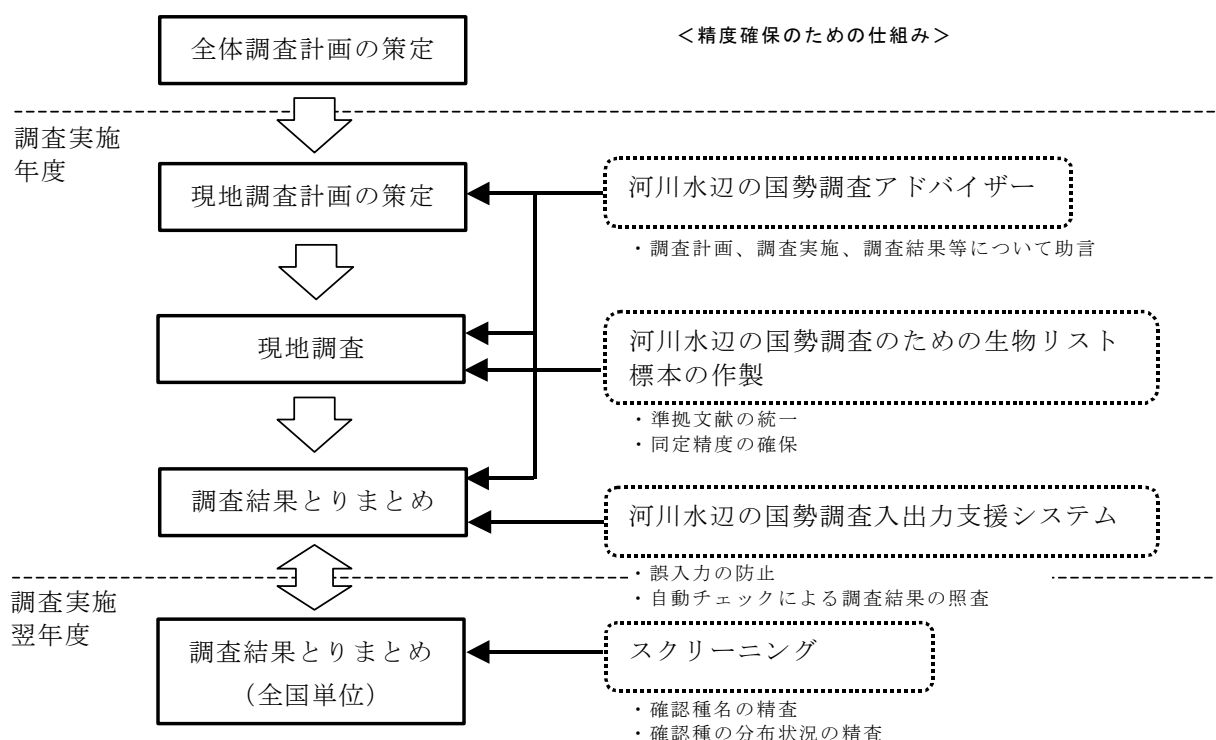 全体調査計画の策定
＜精度確保のための仕組み＞
調査実施
年度
現地調査計画の策定
河川水辺の国勢調査アドバイザー
・調査計画、調査実施、調査結果等について助言
現地調査
河川水辺の国勢調査のための生物リスト
標本の作製
・準拠文献の統一
・同定精度の確保
調査結果とりまとめ
河川水辺の国勢調査入出力支援システム
・誤入力の防止
・自動チェックによる調査結果の照査
調査実施
翌年度
調査結果とりまとめ
（全国単位）
スクリーニング
・確認種名の精査
・確認種の分布状況の精査